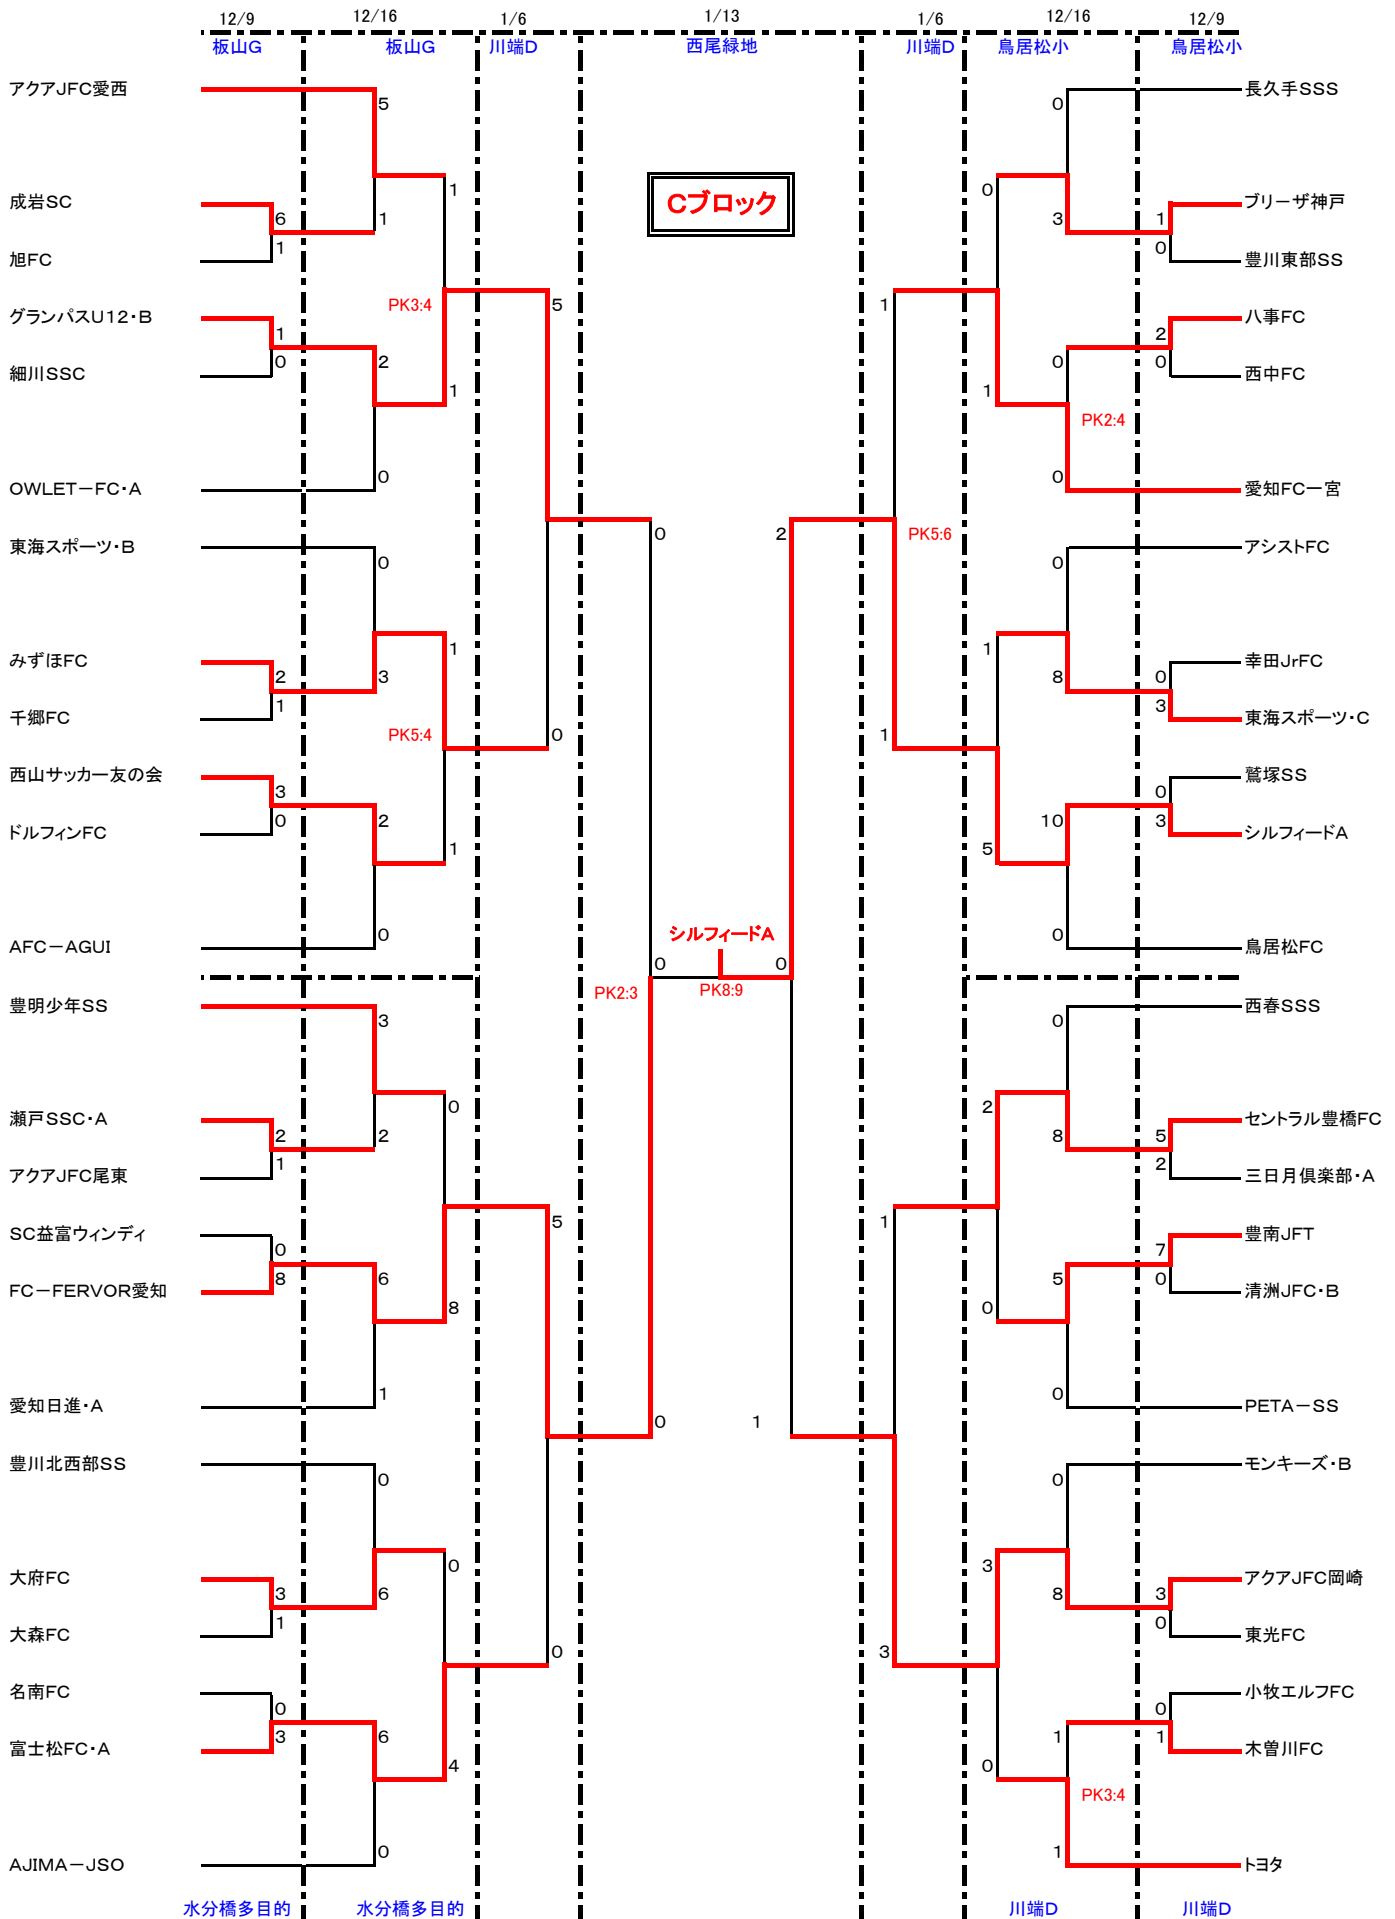 12/9 12/16 1/6 1/13 1/6 12/16 12/9
板山G 板山G 川端D 西尾緑地 川端D 鳥居松小 鳥居松小
アクアJFC愛西 長久手SSS
5 0
1 0
成岩SC Cブロック ブリーザ神戸
6 1 3 1
1 0
旭FC 豊川東部SS
PK3:4 5 1
グランパスU12・B 八事FC
1 2
0 2 0 0
細川SSC 西中FC
1 1
PK2:4
0 0
OWLET-FC・A 愛知FC一宮
0 2 PK5:6
東海スポーツ・B アシストFC
0 0
1 1
みずほFC 幸田JrFC
2 3 8 0
1 3
千郷FC 東海スポーツ・C
PK5:4 0 1
西山サッカー友の会 鷲塚SS
3 0
0 2 10 3
ドルフィンFC シルフィードA
1 5
0 シルフィードA 0
AFC-AGUI 鳥居松FC
0 0
PK2:3 PK8:9
豊明少年SS 西春SSS
3 0
0 2
瀬戸SSC・A セントラル豊橋FC
2 2 8 5
1 2
アクアJFC尾東 三日月倶楽部・A
5 1
SC益富ウィンディ 豊南JFT
0 7
8 6 5 0
FC-FERVOR愛知 清洲JFC・B
8 0
1 0
愛知日進・A PETA-SS
0 1
豊川北西部SS モンキーズ・B
0 0
0 3
大府FC アクアJFC岡崎
3 6 8 3
1 0
大森FC 東光FC
0 3
名南FC 小牧エルフFC
0 0
3 6 1 1
富士松FC・A 木曽川FC
4 0
PK3:4
0 1
AJIMA-JSO トヨタ
水分橋多目的 水分橋多目的 川端D 川端D